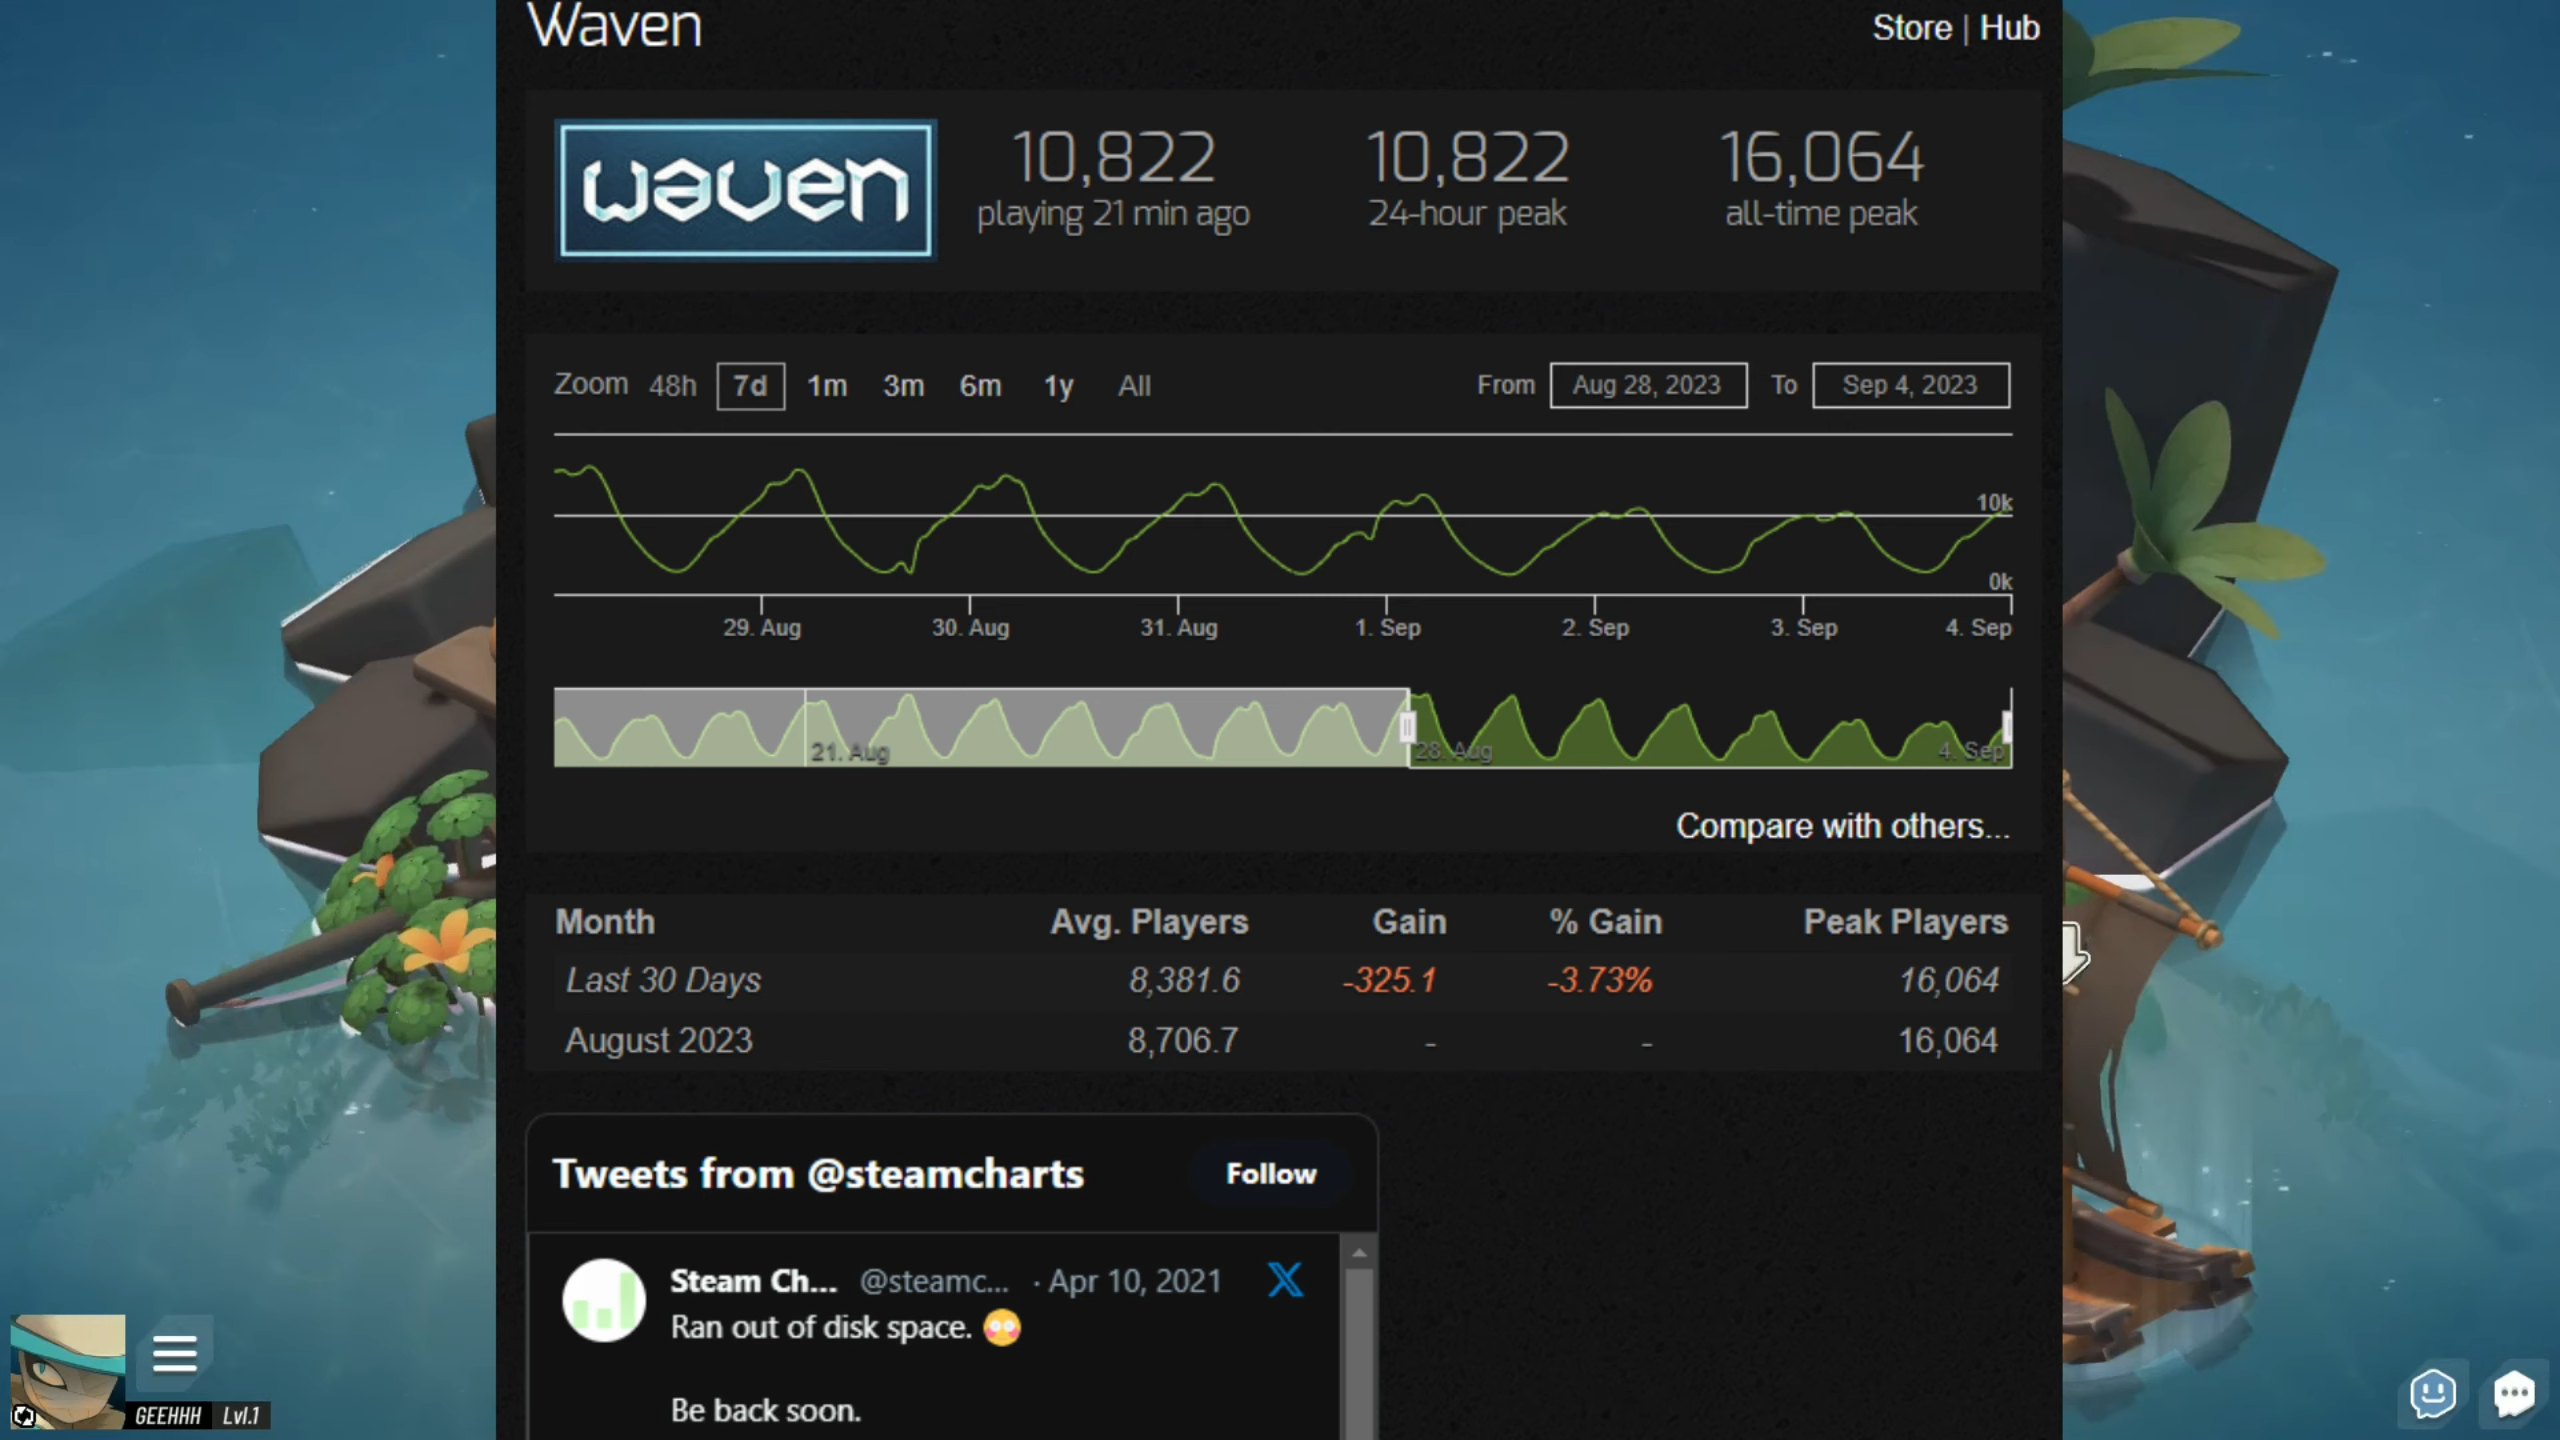 Waven
Store | Hub
waven
10,822
playing 21 min ago
10,822
24-hour peak
16,064
all-time peak
Zoom 48h 7d 1m 3m 6m 1y All
From Aug 28, 2023 To Sep 4, 2023
10k
0k
29. Aug 30. Aug 31. Aug 1. Sep 2. Sep 3. Sep 4. Sep
21. Aug 28. Aug 4. Sep
Compare with others...
Month Avg. Players Gain % Gain Peak Players
Last 30 Days 8,381.6 -325.1 -3.73% 16,064
August 2023 8,706.7 - - 16,064
Tweets from @steamcharts Follow
Steam Ch... @steamc... · Apr 10, 2021
Ran out of disk space. 😳
Be back soon.
GEEHHH Lvl.1